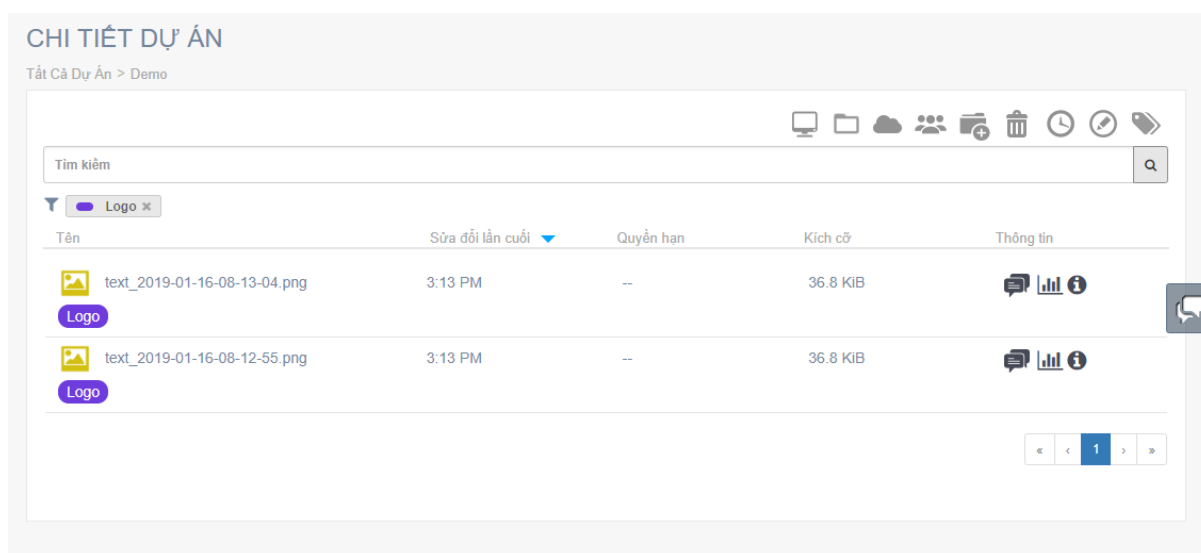 CHI TIẾT DỰ ÁN
Tất Cả Dự Án > Demo
Tìm kiếm
Logo ×
Tên Sửa đổi lần cuối Quyền hạn Kích cỡ Thông tin
text_2019-01-16-08-13-04.png 3:13 PM -- 36.8 KiB
Logo
text_2019-01-16-08-12-55.png 3:13 PM -- 36.8 KiB
Logo
« ‹ 1 › »